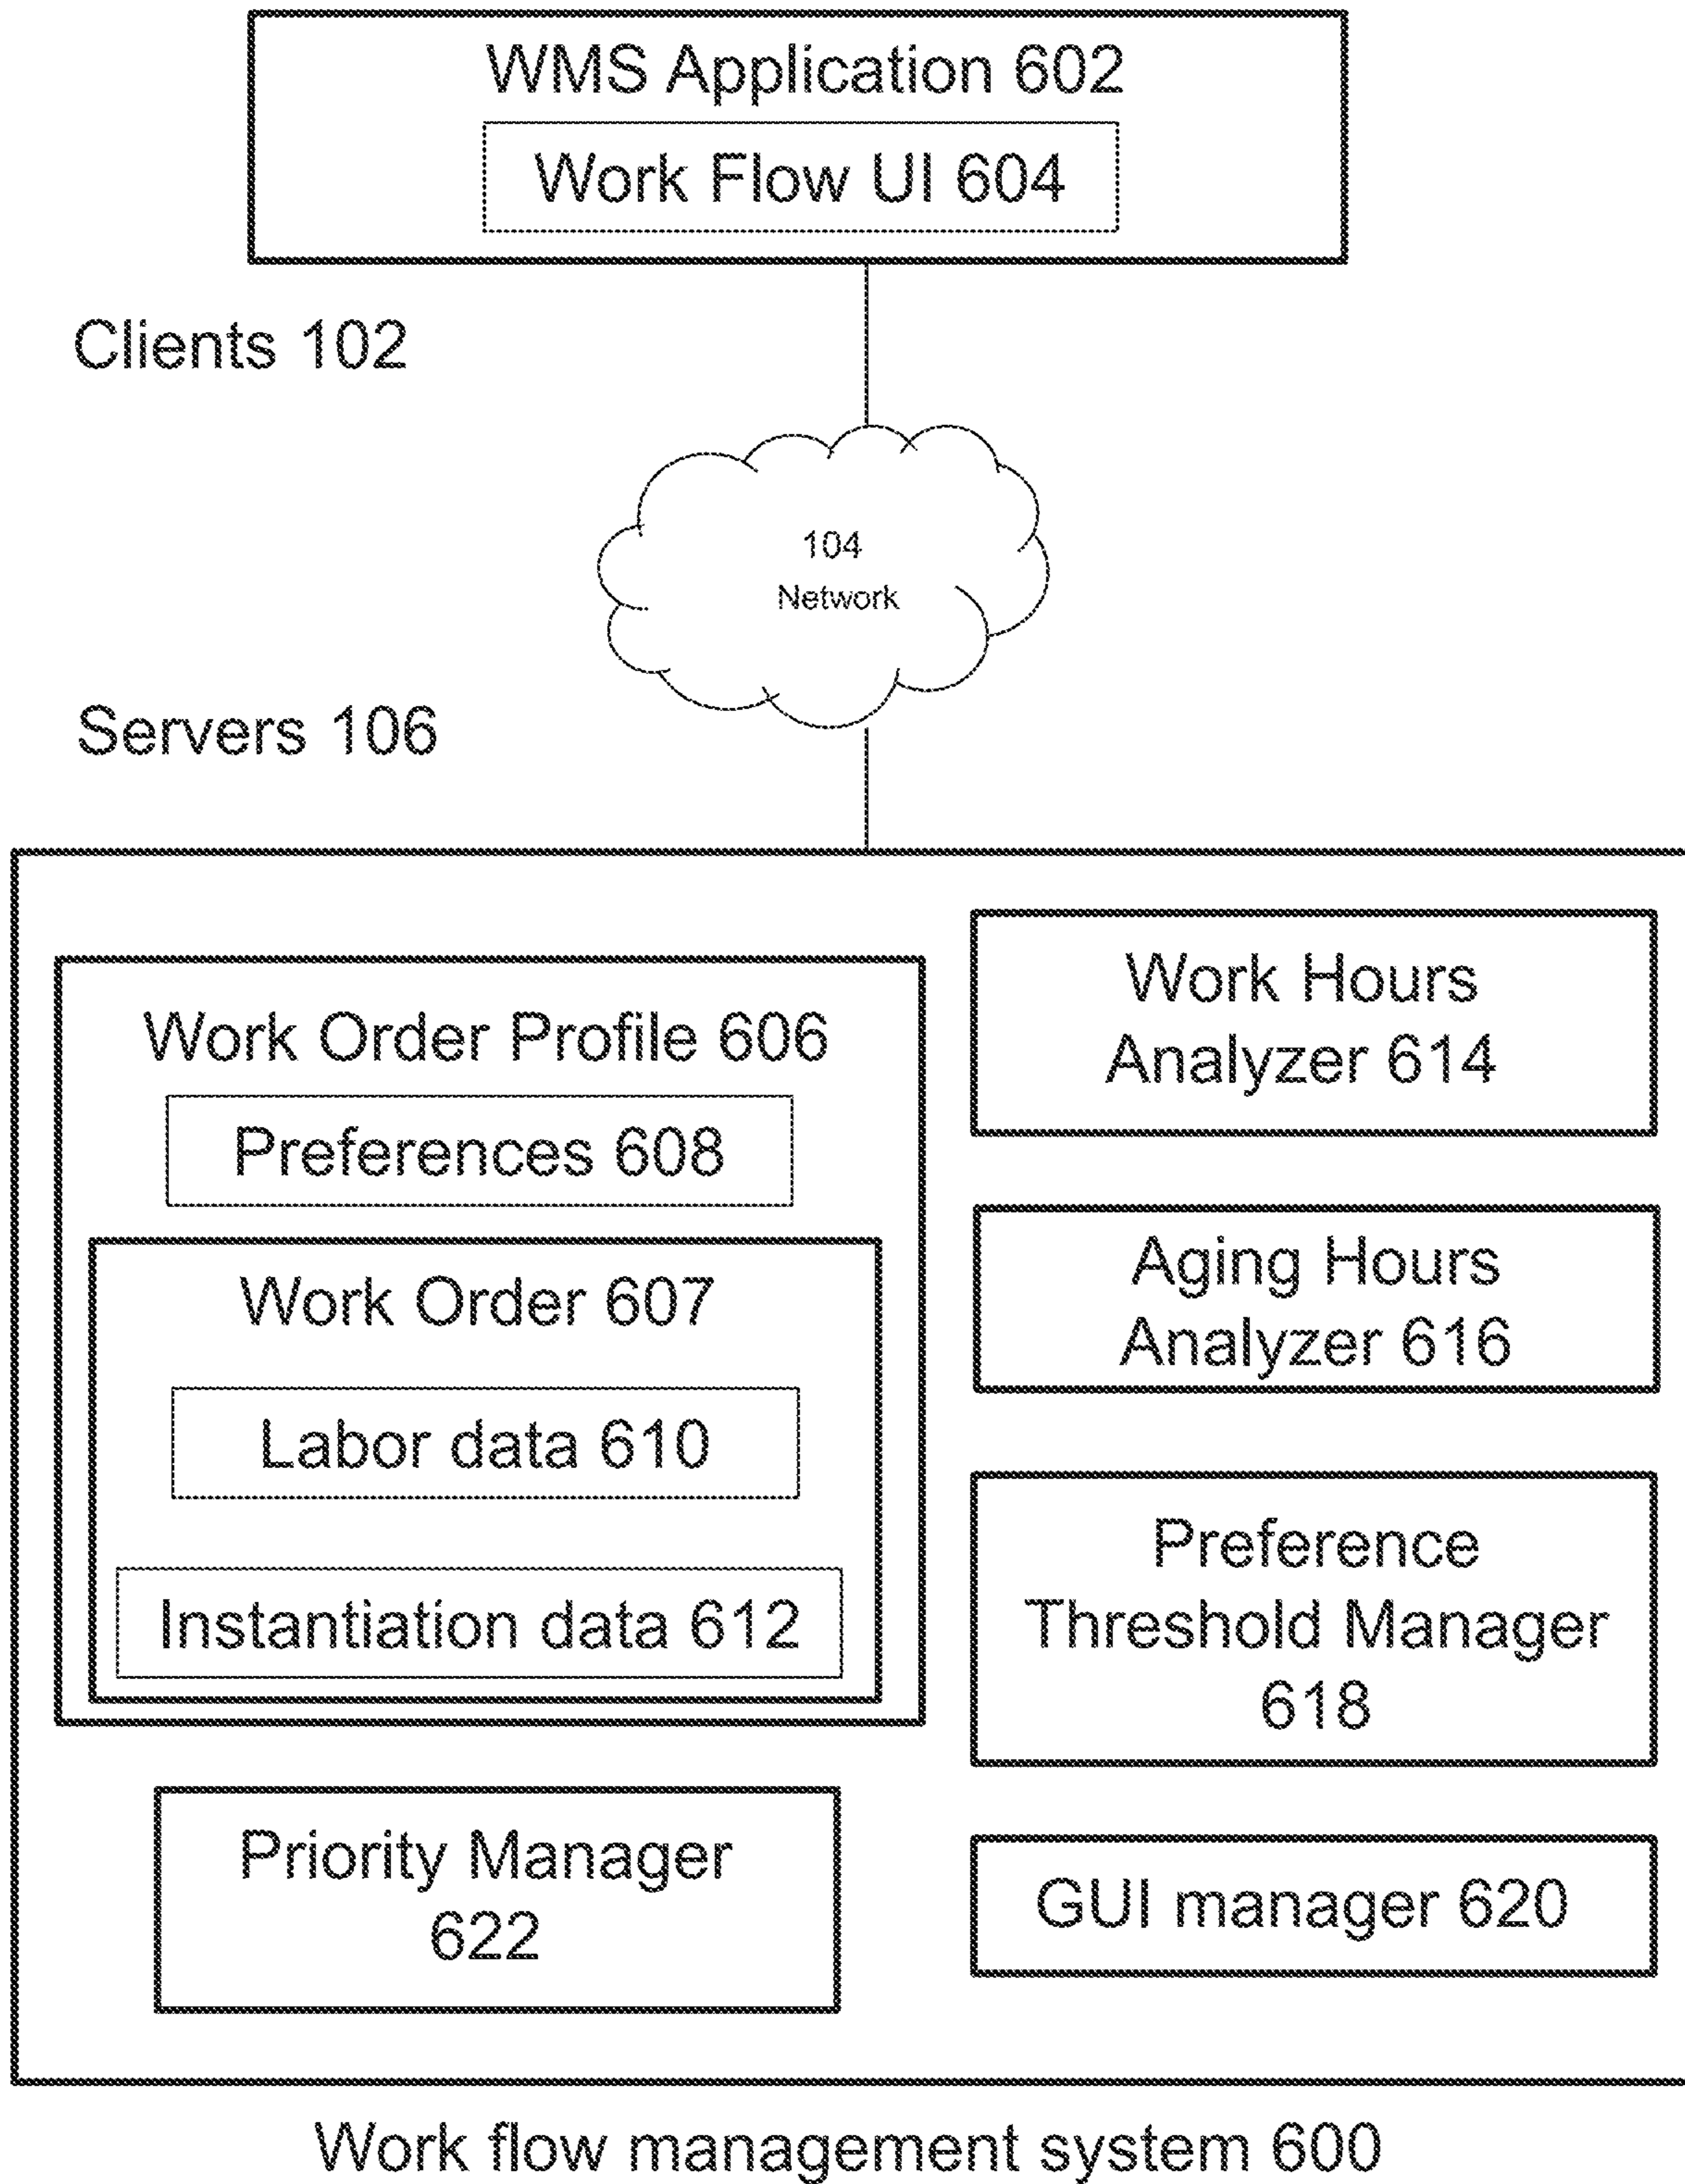 WMS Application 602
Work Flow UI 604
Clients 102
104
Network
Servers 106
Work Order Profile 606
Preferences 608
Work Order 607
Labor data 610
Instantiation data 612
Priority Manager
622
Work Hours
Analyzer 614
Aging Hours
Analyzer 616
Preference
Threshold Manager
618
GUI manager 620
Work flow management system 600